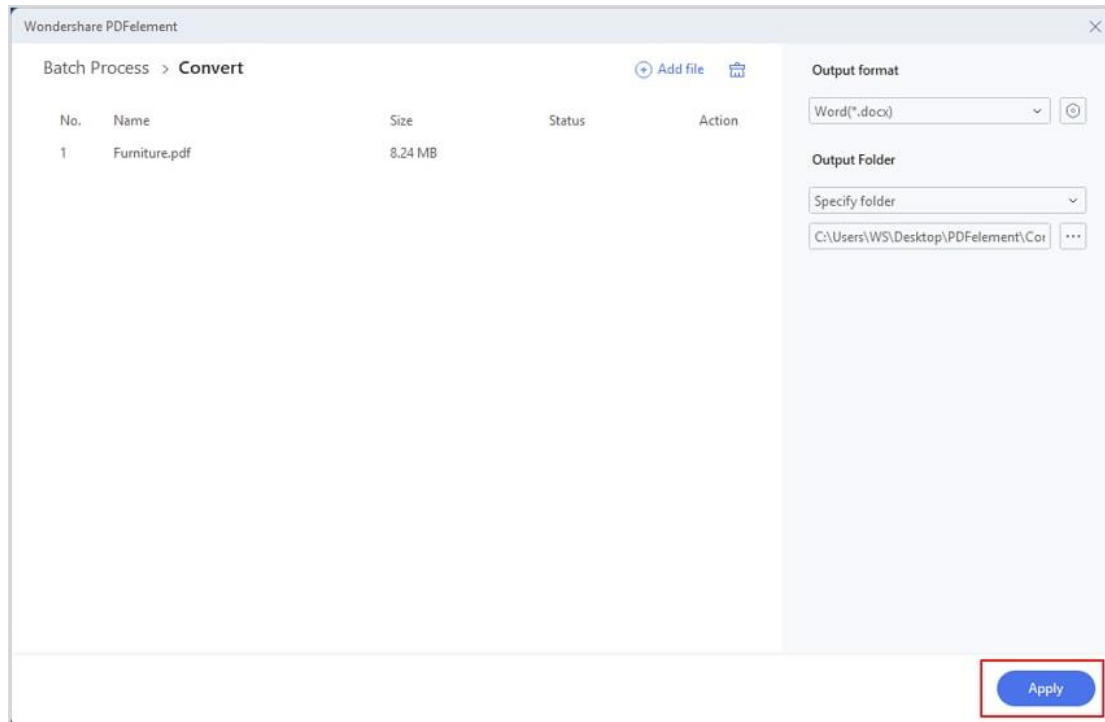 Wondershare PDFelement
Batch Process > Convert
Add file
No. Name Size Status Action
1 Furniture.pdf 8.24 MB
Output format
Word(*.docx)
Output Folder
Specify folder
C:\Users\WS\Desktop\PDFelement\Cor
Apply